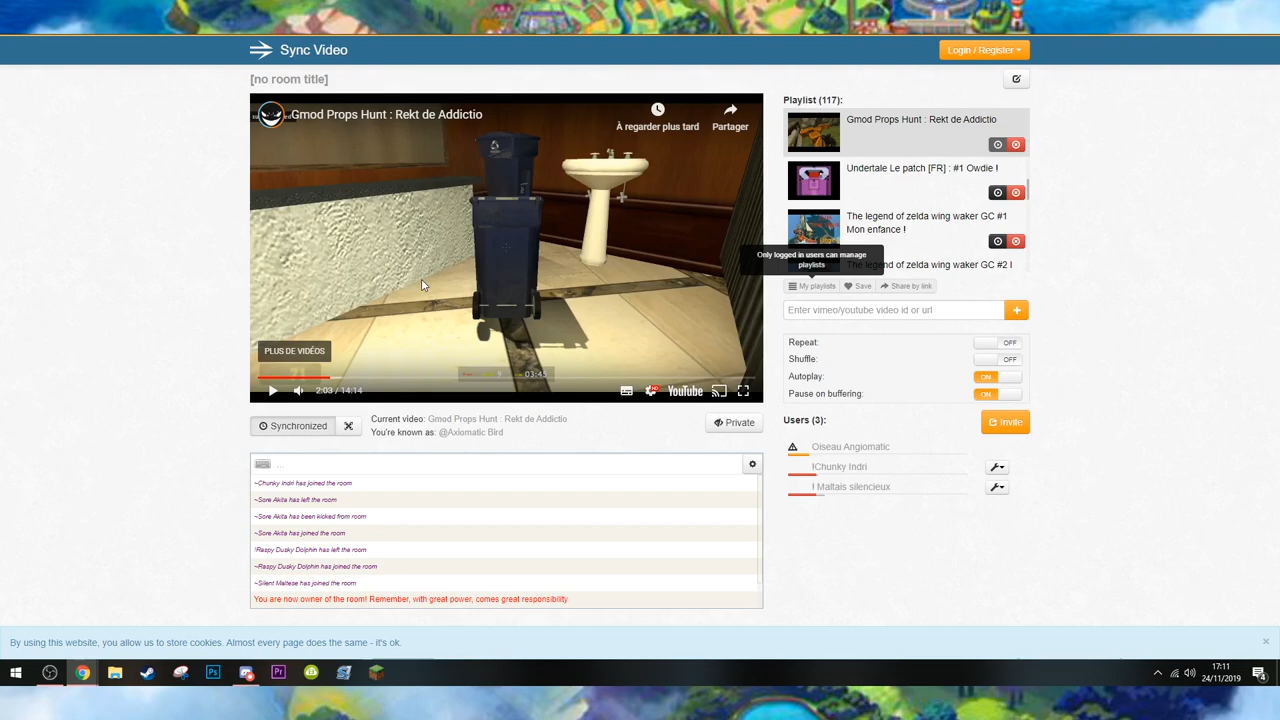 Sync Video
Login / Register
[no room title]
Gmod Props Hunt : Rekt de Addictio
À regarder plus tard
Partager
PLUS DE VIDÉOS
03:45
2:03 / 14:14
YouTube
Playlist (117):
Gmod Props Hunt : Rekt de Addictio
Undertale Le patch [FR] : #1 Owdie !
The legend of zelda wing waker GC #1
Mon enfance !
Only logged in users can manage
playlists
The legend of zelda wing waker GC #2 !
My playlists
Save
Share by link
Enter vimeo/youtube video id or url
+
Repeat:
OFF
Shuffle:
OFF
Autoplay:
ON
Pause on buffering:
ON
Synchronized
Current video: Gmod Props Hunt : Rekt de Addictio
You're known as: @Axiomatic Bird
Private
Users (3):
Invite
Oiseau Angiomatic
!Chunky Indri
! Maltais silencieux
...
~Chunky Indri has joined the room
~Sore Akita has left the room
~Sore Akita has been kicked from room
~Sore Akita has joined the room
!Raspy Dusky Dolphin has left the room
~Raspy Dusky Dolphin has joined the room
~Silent Maltese has joined the room
You are now owner of the room! Remember, with great power, comes great responsibility
By using this website, you allow us to store cookies. Almost every page does the same - it's ok.
×
Ps
Pr
17:11
24/11/2019
4